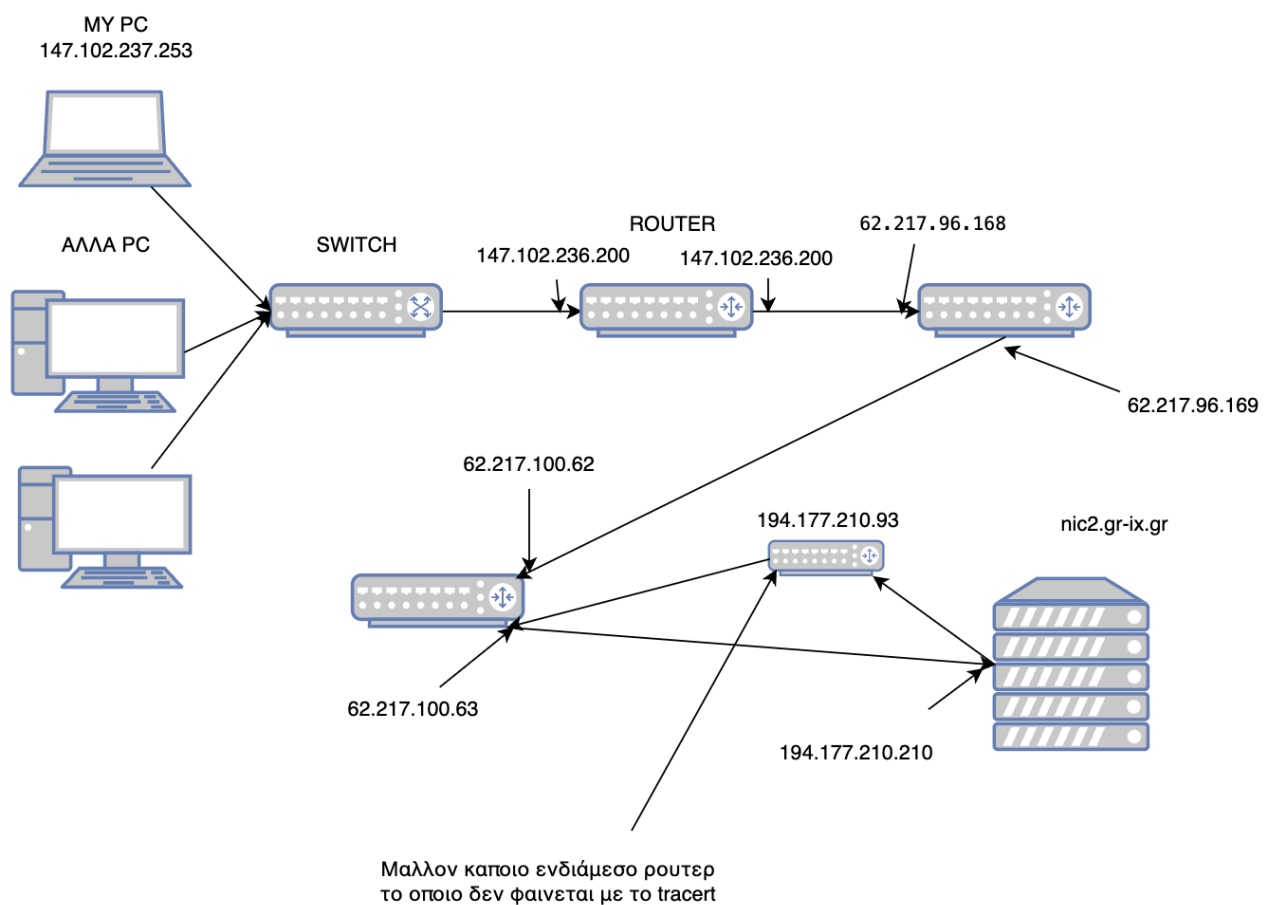 MY PC
147.102.237.253
ΑΛΛΑ PC
SWITCH
ROUTER
147.102.236.200
147.102.236.200
62.217.96.168
62.217.96.169
62.217.100.62
194.177.210.93
nic2.gr-ix.gr
62.217.100.63
194.177.210.210
Μαλλον καποιο ενδιάμεσο ρουτερ
το οποιο δεν φαινεται με το tracert